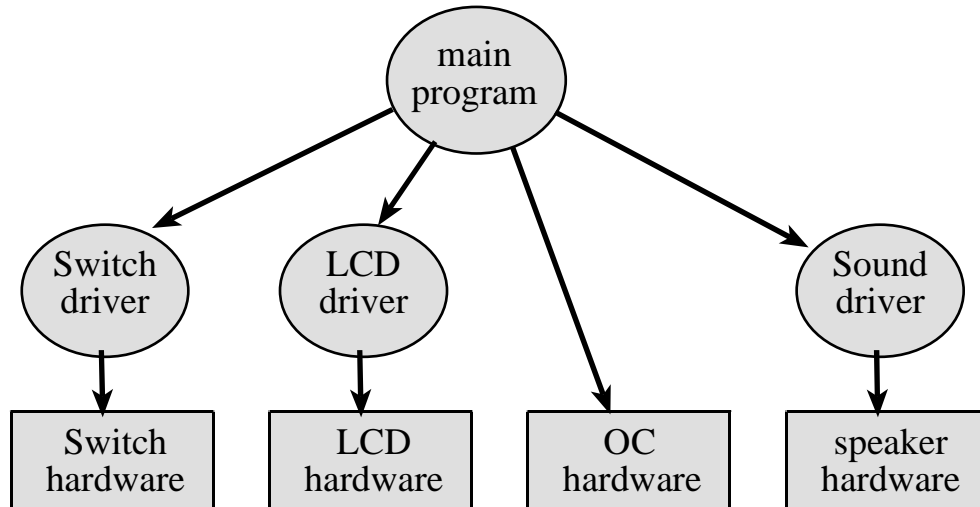 main
program
Switch
driver
LCD
driver
Sound
driver
Switch
hardware
LCD
hardware
OC
hardware
speaker
hardware